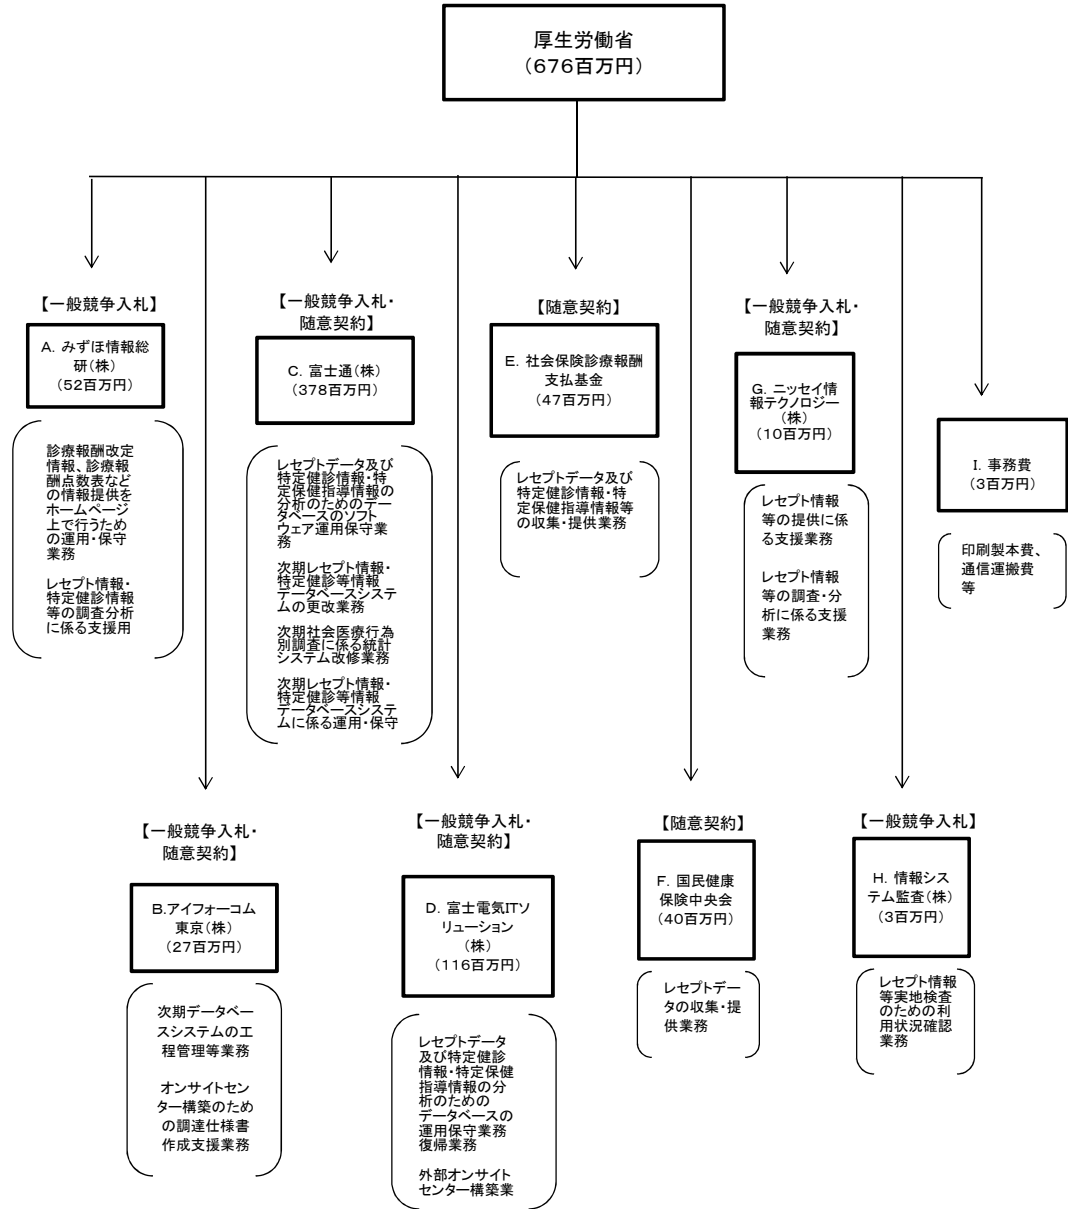 厚生労働省
（676百万円）
【一般競争入札】
A. みずほ情報総
研（株）
（52百万円）
診療報酬改定
情報、診療報
酬点数表など
の情報提供を
ホームページ
上で行うため
の運用・保守
業務
レセプト情報・
特定健診情報
等の調査分析
に係る支援用
【一般競争入札・
随意契約】
C. 富士通（株）
（378百万円）
レセプトデータ及び
特定健診情報・特
定保健指導情報の
分析のためのデー
タベースのソフト
ウェア運用保守業
務
次期レセプト情報・
特定健診等情報
データベースシステ
ムの更改業務
次期社会医療行為
別調査に係る統計
システム改修業務
次期レセプト情報・
特定健診等情報
データベースシステ
ムに係る運用・保守
【随意契約】
E. 社会保険診療報酬
支払基金
（47百万円）
レセプトデータ及び
特定健診情報・特
定保健指導情報等
の収集・提供業務
【一般競争入札・
随意契約】
G. ニッセイ情
報テクノロジー
（株）
（10百万円）
レセプト情報
等の提供に係
る支援業務
レセプト情報
等の調査・分
析に係る支援
業務
I. 事務費
（3百万円）
印刷製本費、
通信運搬費
等
【一般競争入札・
随意契約】
B.アイフォーコム
東京（株）
（27百万円）
次期データベー
スシステムの工
程管理等業務
オンサイトセン
ター構築のため
の調達仕様書
作成支援業務
【一般競争入札・
随意契約】
D. 富士電気ITソ
リューション
（株）
（116百万円）
レセプトデータ
及び特定健診
情報・特定保健
指導情報の分
析のための
データベースの
運用保守業務
復帰業務
外部オンサイト
センター構築業
【随意契約】
F. 国民健康
保険中央会
（40百万円）
レセプトデー
タの収集・提
供業務
【一般競争入札】
H. 情報シス
テム監査（株）
（3百万円）
レセプト情報
等実地検査
のための利
用状況確認
業務